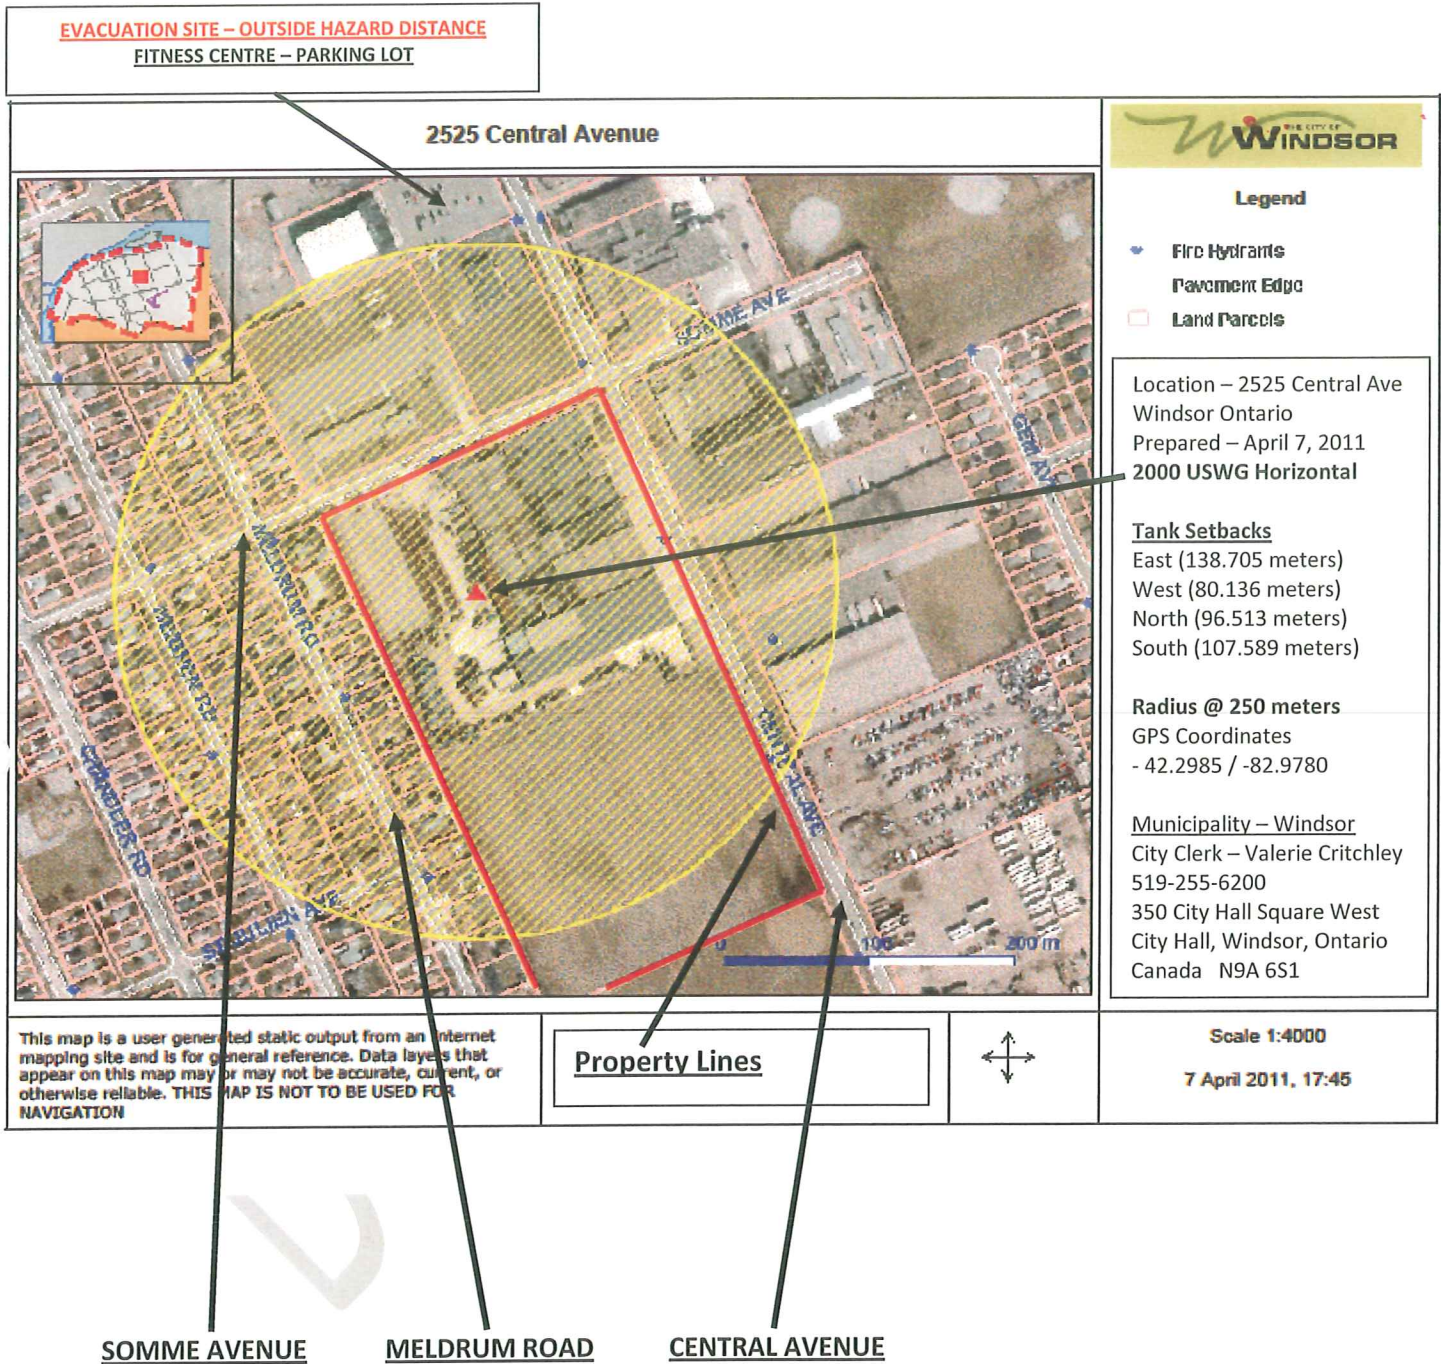 EVACUATION SITE – OUTSIDE HAZARD DISTANCE
FITNESS CENTRE – PARKING LOT
2525 Central Avenue
THE CITY OF
WINDSOR
Legend
Fire Hydrants
Pavement Edge
Land Parcels
Location – 2525 Central Ave
Windsor Ontario
Prepared – April 7, 2011
2000 USWG Horizontal
Tank Setbacks
East (138.705 meters)
West (80.136 meters)
North (96.513 meters)
South (107.589 meters)
Radius @ 250 meters
GPS Coordinates
- 42.2985 / -82.9780
Municipality – Windsor
City Clerk – Valerie Critchley
519-255-6200
350 City Hall Square West
City Hall, Windsor, Ontario
Canada N9A 6S1
SOMME AVE
GEM AVE
MELDRUM RD
CENTRAL AVE
0 100 200 m
This map is a user generated static output from an Internet
mapping site and is for general reference. Data layers that
appear on this map may or may not be accurate, current, or
otherwise reliable. THIS MAP IS NOT TO BE USED FOR
NAVIGATION
Property Lines
Scale 1:4000
7 April 2011, 17:45
SOMME AVENUE
MELDRUM ROAD
CENTRAL AVENUE